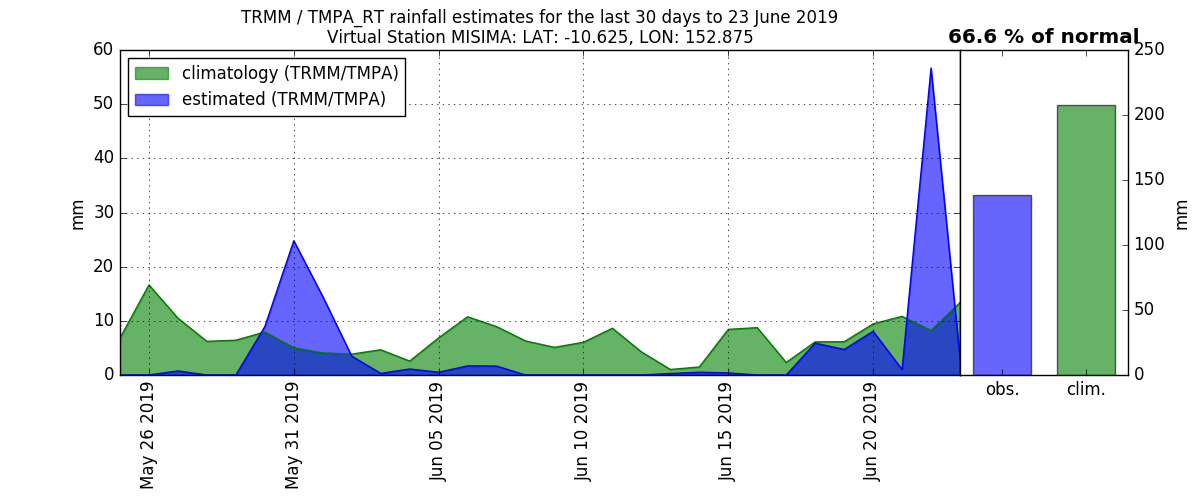 TRMM / TMPA_RT rainfall estimates for the last 30 days to 23 June 2019
Virtual Station MISIMA: LAT: -10.625, LON: 152.875
66.6 % of normal
climatology (TRMM/TMPA)
estimated (TRMM/TMPA)
60
50
40
30
20
10
0
mm
May 26 2019
May 31 2019
Jun 05 2019
Jun 10 2019
Jun 15 2019
Jun 20 2019
250
200
150
100
50
0
mm
obs.
clim.